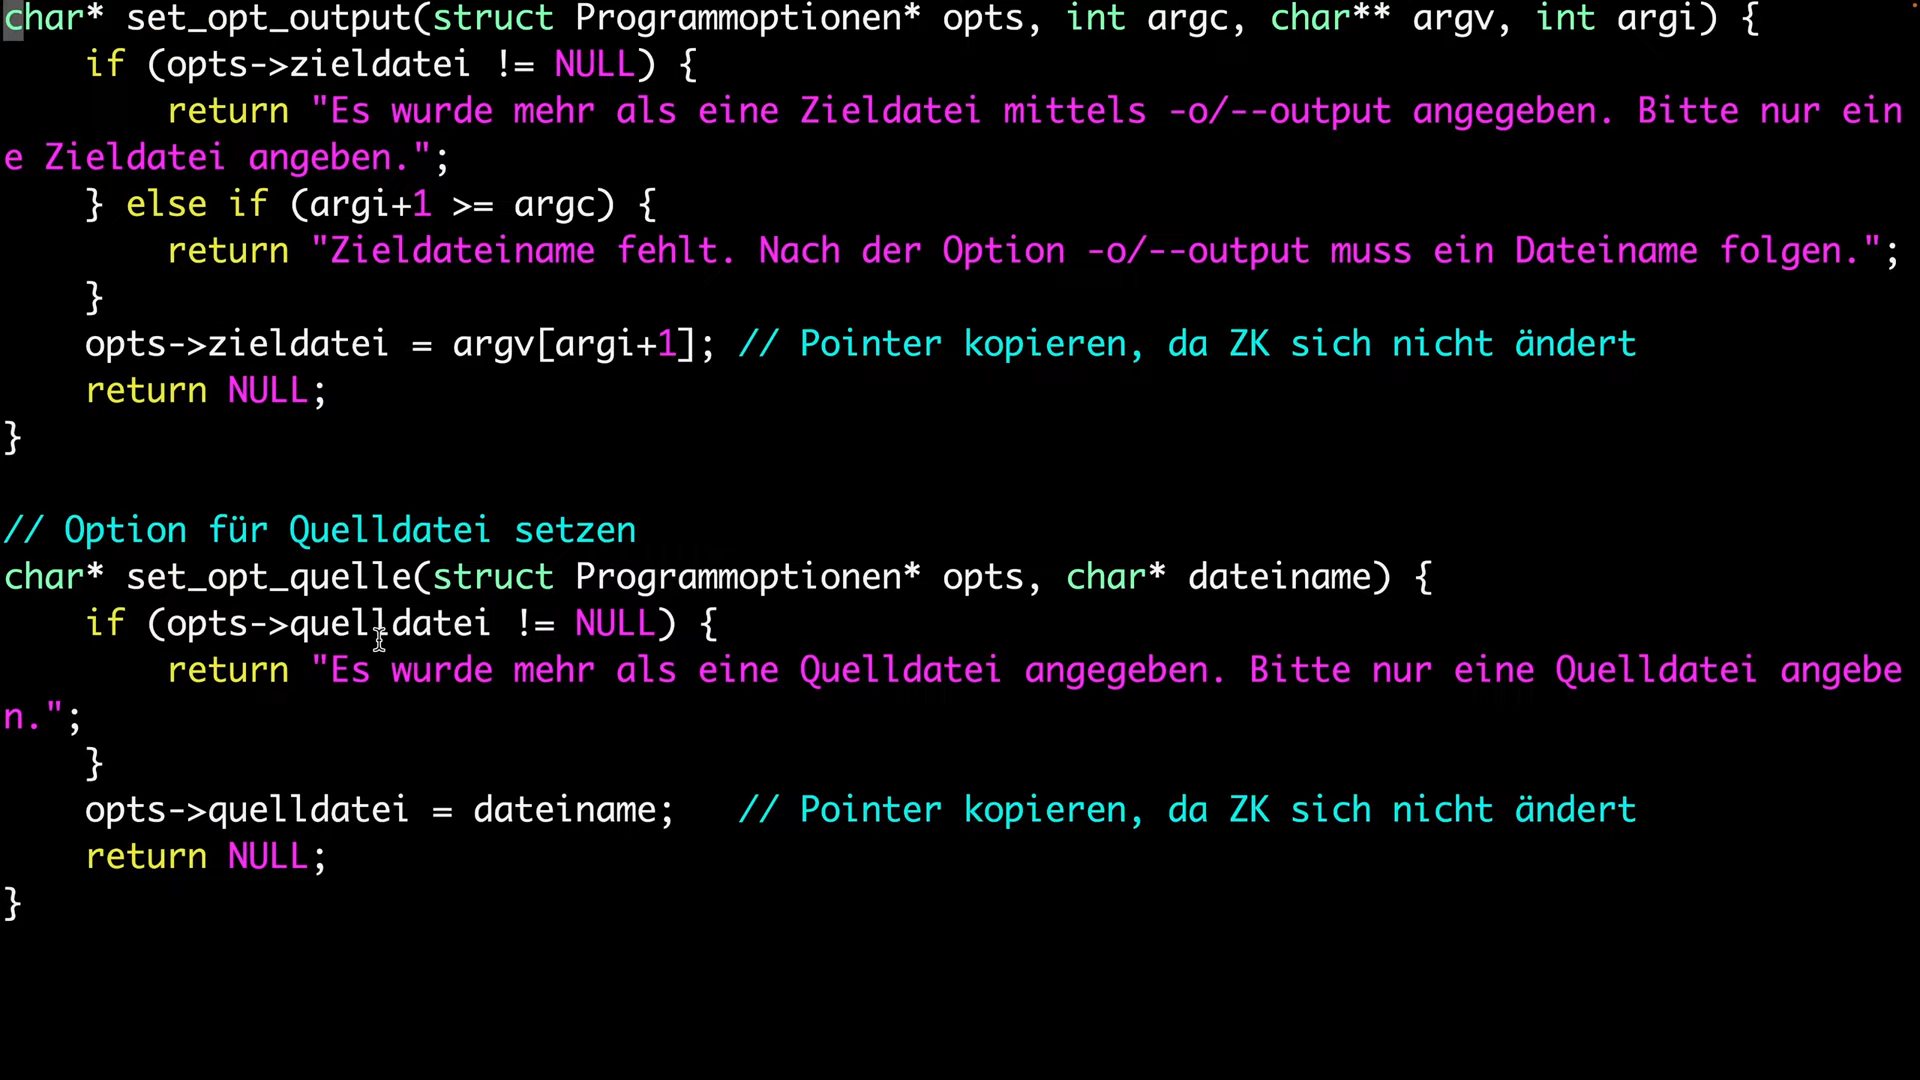 char* set_opt_output(struct Programmoptionen* opts, int argc, char** argv, int argi) {
    if (opts->zieldatei != NULL) {
        return "Es wurde mehr als eine Zieldatei mittels -o/--output angegeben. Bitte nur ein
e Zieldatei angeben.";
    } else if (argi+1 >= argc) {
        return "Zieldateiname fehlt. Nach der Option -o/--output muss ein Dateiname folgen.";
    }
    opts->zieldatei = argv[argi+1]; // Pointer kopieren, da ZK sich nicht ändert
    return NULL;
}

// Option für Quelldatei setzen
char* set_opt_quelle(struct Programmoptionen* opts, char* dateiname) {
    if (opts->quelldatei != NULL) {
        return "Es wurde mehr als eine Quelldatei angegeben. Bitte nur eine Quelldatei angebe
n.";
    }
    opts->quelldatei = dateiname;   // Pointer kopieren, da ZK sich nicht ändert
    return NULL;
}